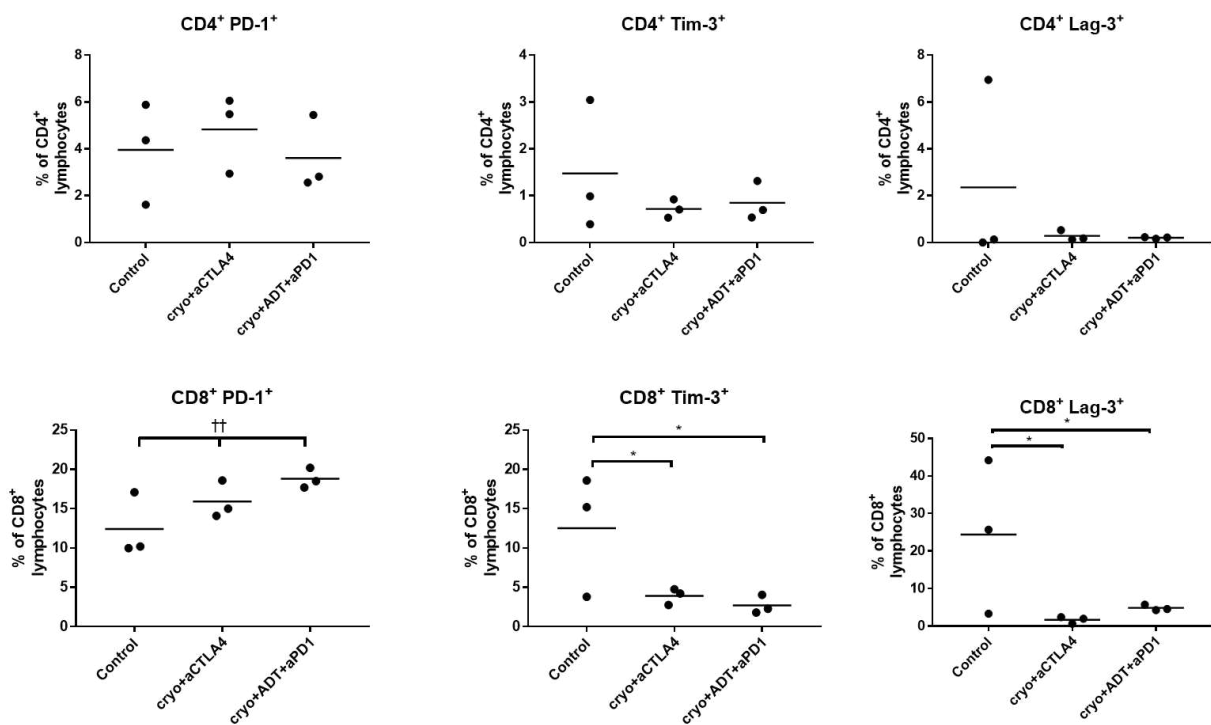 CD4⁺ PD-1⁺
% of CD4⁺
lymphocytes
8
6
4
2
0
Control
cryo+aCTLA4
cryo+ADT+aPD1
CD4⁺ Tim-3⁺
% of CD4⁺
lymphocytes
4
3
2
1
0
Control
cryo+aCTLA4
cryo+ADT+aPD1
CD4⁺ Lag-3⁺
% of CD4⁺
lymphocytes
8
6
4
2
0
Control
cryo+aCTLA4
cryo+ADT+aPD1
CD8⁺ PD-1⁺
% of CD8⁺
lymphocytes
25
20
15
10
5
0
††
Control
cryo+aCTLA4
cryo+ADT+aPD1
CD8⁺ Tim-3⁺
% of CD8⁺
lymphocytes
25
20
15
10
5
0
*
*
Control
cryo+aCTLA4
cryo+ADT+aPD1
CD8⁺ Lag-3⁺
% of CD8⁺
lymphocytes
50
40
30
20
10
0
*
*
Control
cryo+aCTLA4
cryo+ADT+aPD1